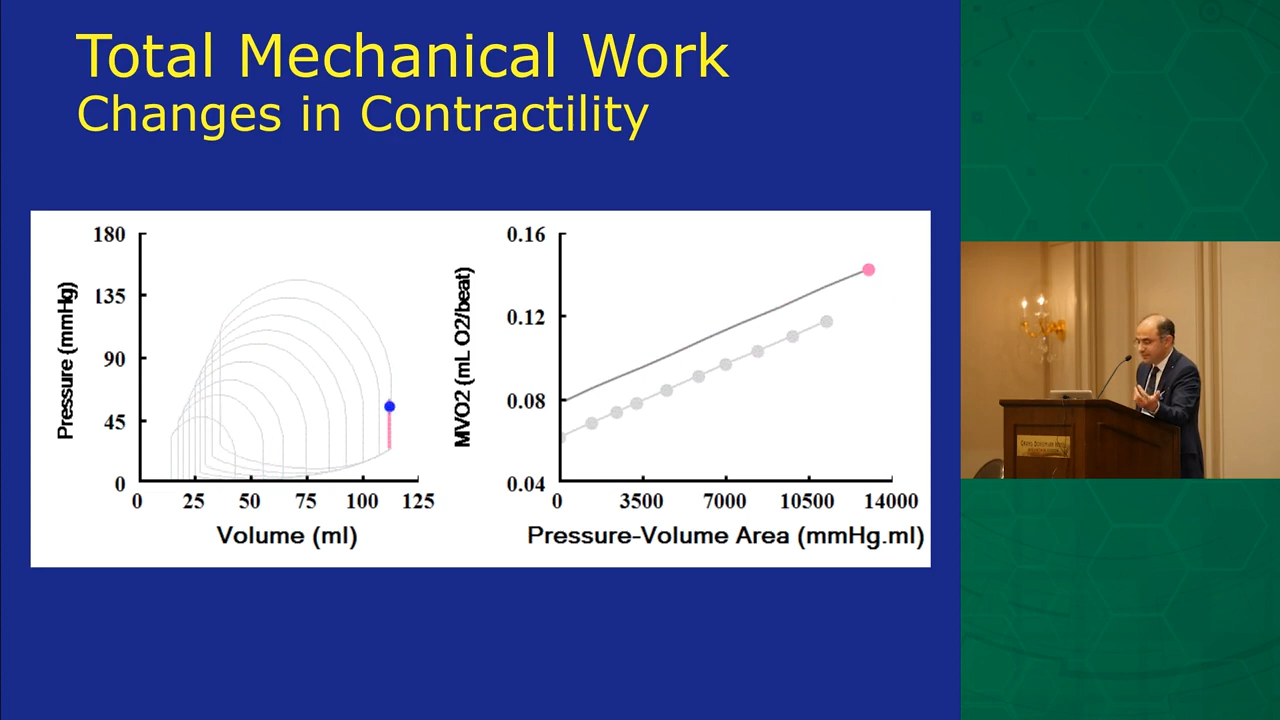 Total Mechanical Work
Changes in Contractility
180
135
90
45
0
Pressure (mmHg)
0 25 50 75 100 125
Volume (ml)
0.16
0.12
0.08
0.04
MVO2 (mL O2/beat)
0 3500 7000 10500 14000
Pressure-Volume Area (mmHg.ml)